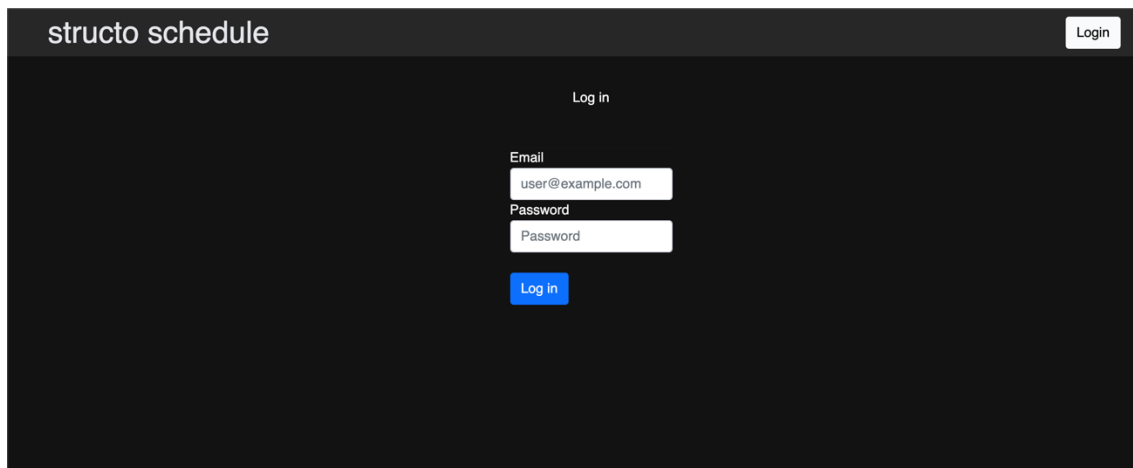 structo schedule
Login
Log in
Email
user@example.com
Password
Password
Log in